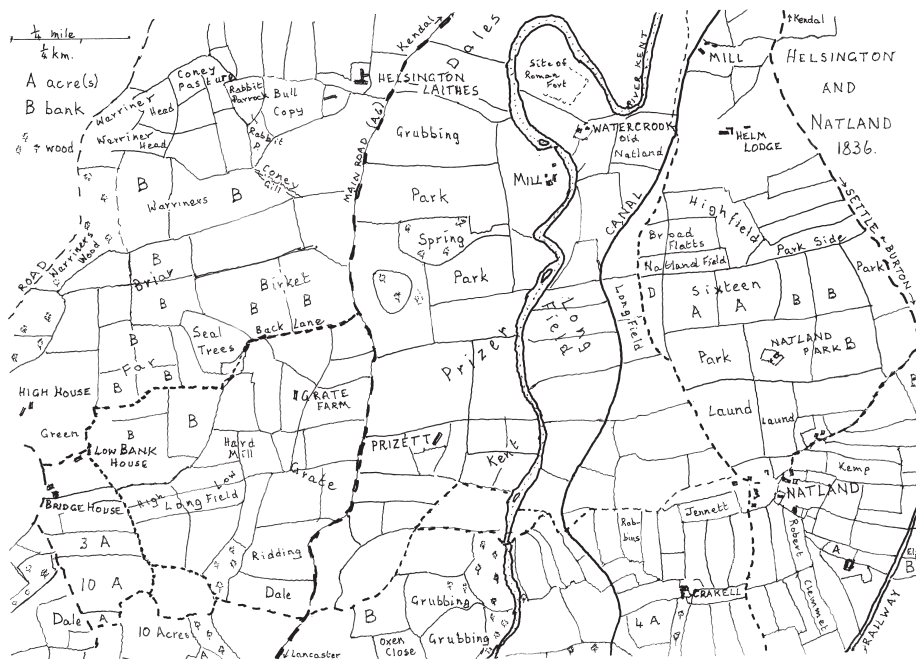 ¼ mile
¼ km.
A acre(s)
B bank
wood
Kendal
HELSINGTON
AND
NATLAND
1836.
Coney
Pasture
Warriner
Head
Warriner
Head
Rabbit
Parrock
Bull
Copy
Rabbit
P
Coney
Gill
HELSINGTON
LAITHES
Kendal
Dales
MAIN ROAD (A6)
Grubbing
Park
Spring
Park
Site of
Roman
Fort
RIVER KENT
WATERCROOK
Old
Natland
MILL
MILL
Kendal
HELM
LODGE
CANAL
Highfield
Broad
Flatts
Natland Field
Park Side
Park
SETTLE & BURTON
B
Warriners
B
Warriners
Wood
ROAD
B
Briar
Birket
B
B
B
Back Lane
Seal
Trees
B
Far
B
B
Long
Field
Long Field
D
Sixteen
A
A
B
B
Park
NATLAND
PARK
B
B
Laund
Laund
Prizer
HIGH HOUSE
Green
B
B
LOW BANK
HOUSE
GRATE
FARM
PRIZETT
Kent
Hard
Mill
Grate
High
Low
Long Field
BRIDGE HOUSE
3 A
10 A
Dale
A
10 Acres
A
Ridding
Dale
Lancaster
B
Oxen
Close
Grubbing
Grubbing
Robbins
Jennett
NATLAND
Kemp
Robert
Clemmet
A
B
CRAKELL
4 A
RAILWAY